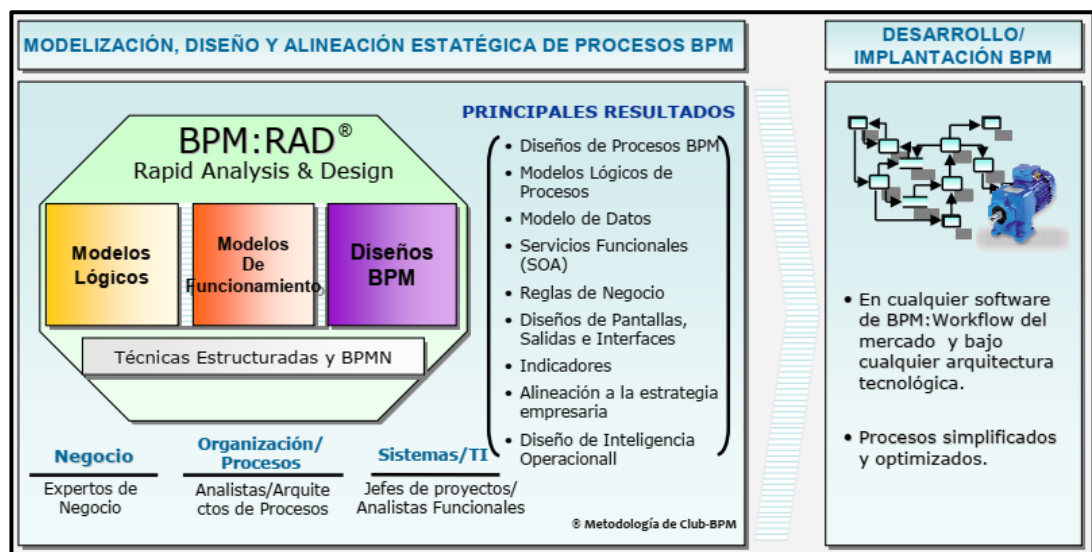 MODELIZACIÓN, DISEÑO Y ALINEACIÓN ESTATÉGICA DE PROCESOS BPM
BPM:RAD®
Rapid Analysis & Design
Modelos
Lógicos
Modelos
De
Funcionamiento
Diseños
BPM
Técnicas Estructuradas y BPMN
Negocio
Expertos de
Negocio
Organización/
Procesos
Analistas/Arquite
ctos de Procesos
Sistemas/TI
Jefes de proyectos/
Analistas Funcionales
PRINCIPALES RESULTADOS
• Diseños de Procesos BPM
• Modelos Lógicos de
Procesos
• Modelo de Datos
• Servicios Funcionales
(SOA)
• Reglas de Negocio
• Diseños de Pantallas,
Salidas e Interfaces
• Indicadores
• Alineación a la estrategia
empresaria
• Diseño de Inteligencia
Operacionall
® Metodología de Club-BPM
DESARROLLO/
IMPLANTACIÓN BPM
• En cualquier software
de BPM:Workflow del
mercado y bajo
cualquier arquitectura
tecnológica.
• Procesos simplificados
y optimizados.